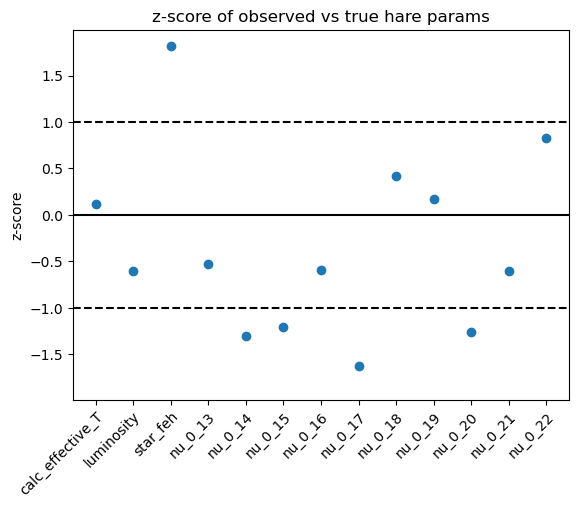 z-score of observed vs true hare params
z-score
1.5
1.0
0.5
0.0
−0.5
−1.0
−1.5
calc_effective_T
luminosity
star_feh
nu_0_13
nu_0_14
nu_0_15
nu_0_16
nu_0_17
nu_0_18
nu_0_19
nu_0_20
nu_0_21
nu_0_22